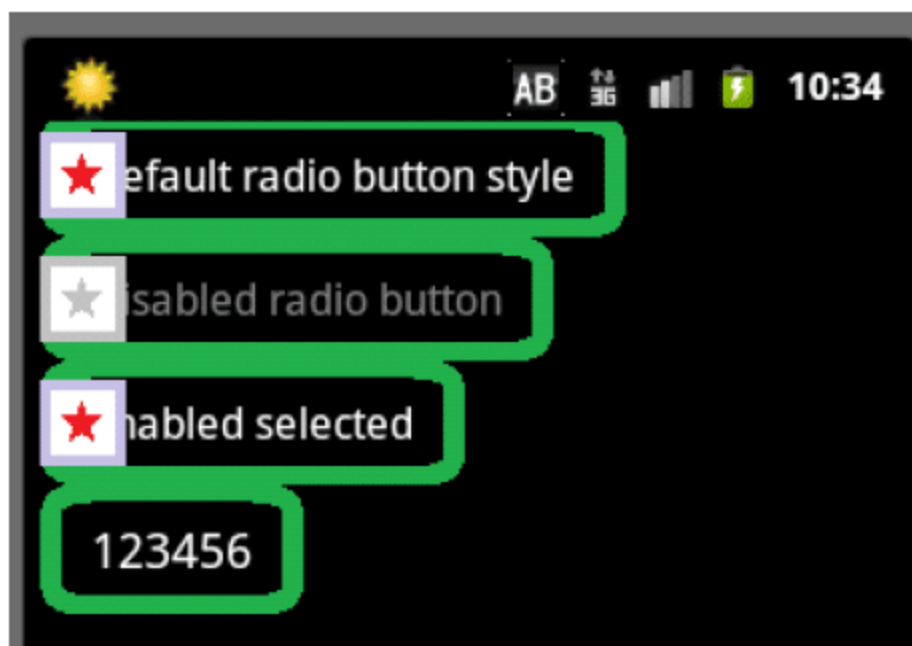 AB 3G 10:34
efault radio button style
isabled radio button
nabled selected
123456